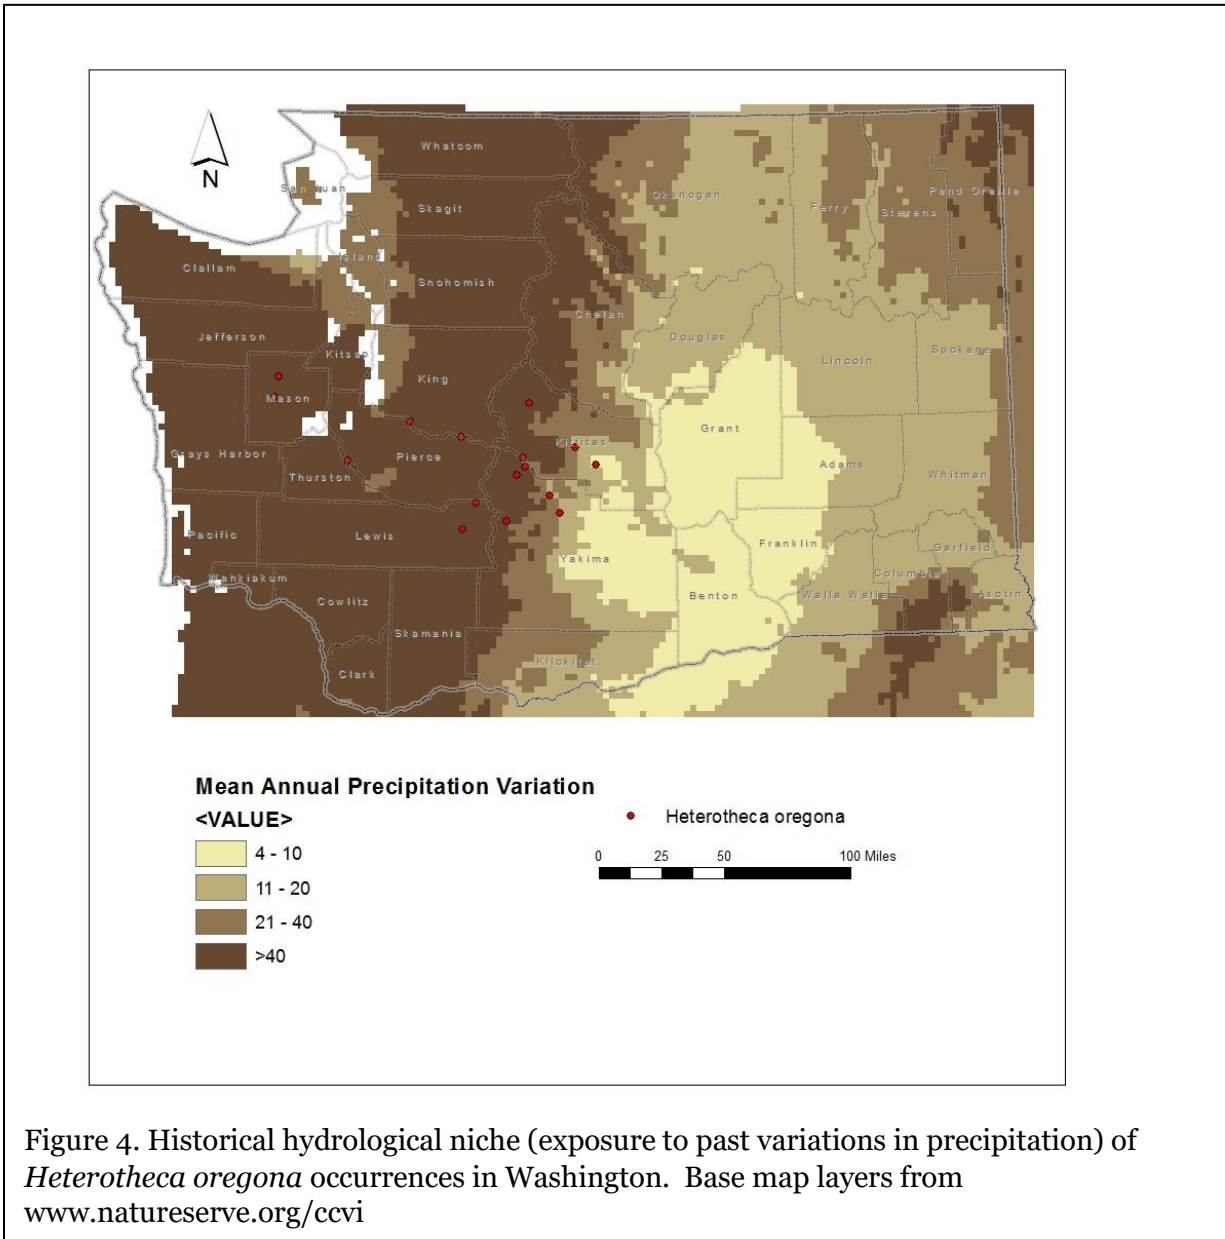 N
Whatcom
San Juan
Skagit
Okanogan
Ferry
Stevens
Pend Oreille
Clallam
Island
Snohomish
Chelan
Jefferson
Kitsap
Douglas
Lincoln
Spokane
King
Mason
Grant
Kittitas
Grays Harbor
Pierce
Adams
Whitman
Thurston
Pacific
Lewis
Yakima
Franklin
Garfield
Wahkiakum
Columbia
Cowlitz
Benton
Walla Walla
Asotin
Skamania
Klickitat
Clark
Mean Annual Precipitation Variation
<VALUE>
4 - 10
11 - 20
21 - 40
>40
Heterotheca oregona
0 25 50 100 Miles
Figure 4. Historical hydrological niche (exposure to past variations in precipitation) of
Heterotheca oregona occurrences in Washington.  Base map layers from
www.natureserve.org/ccvi